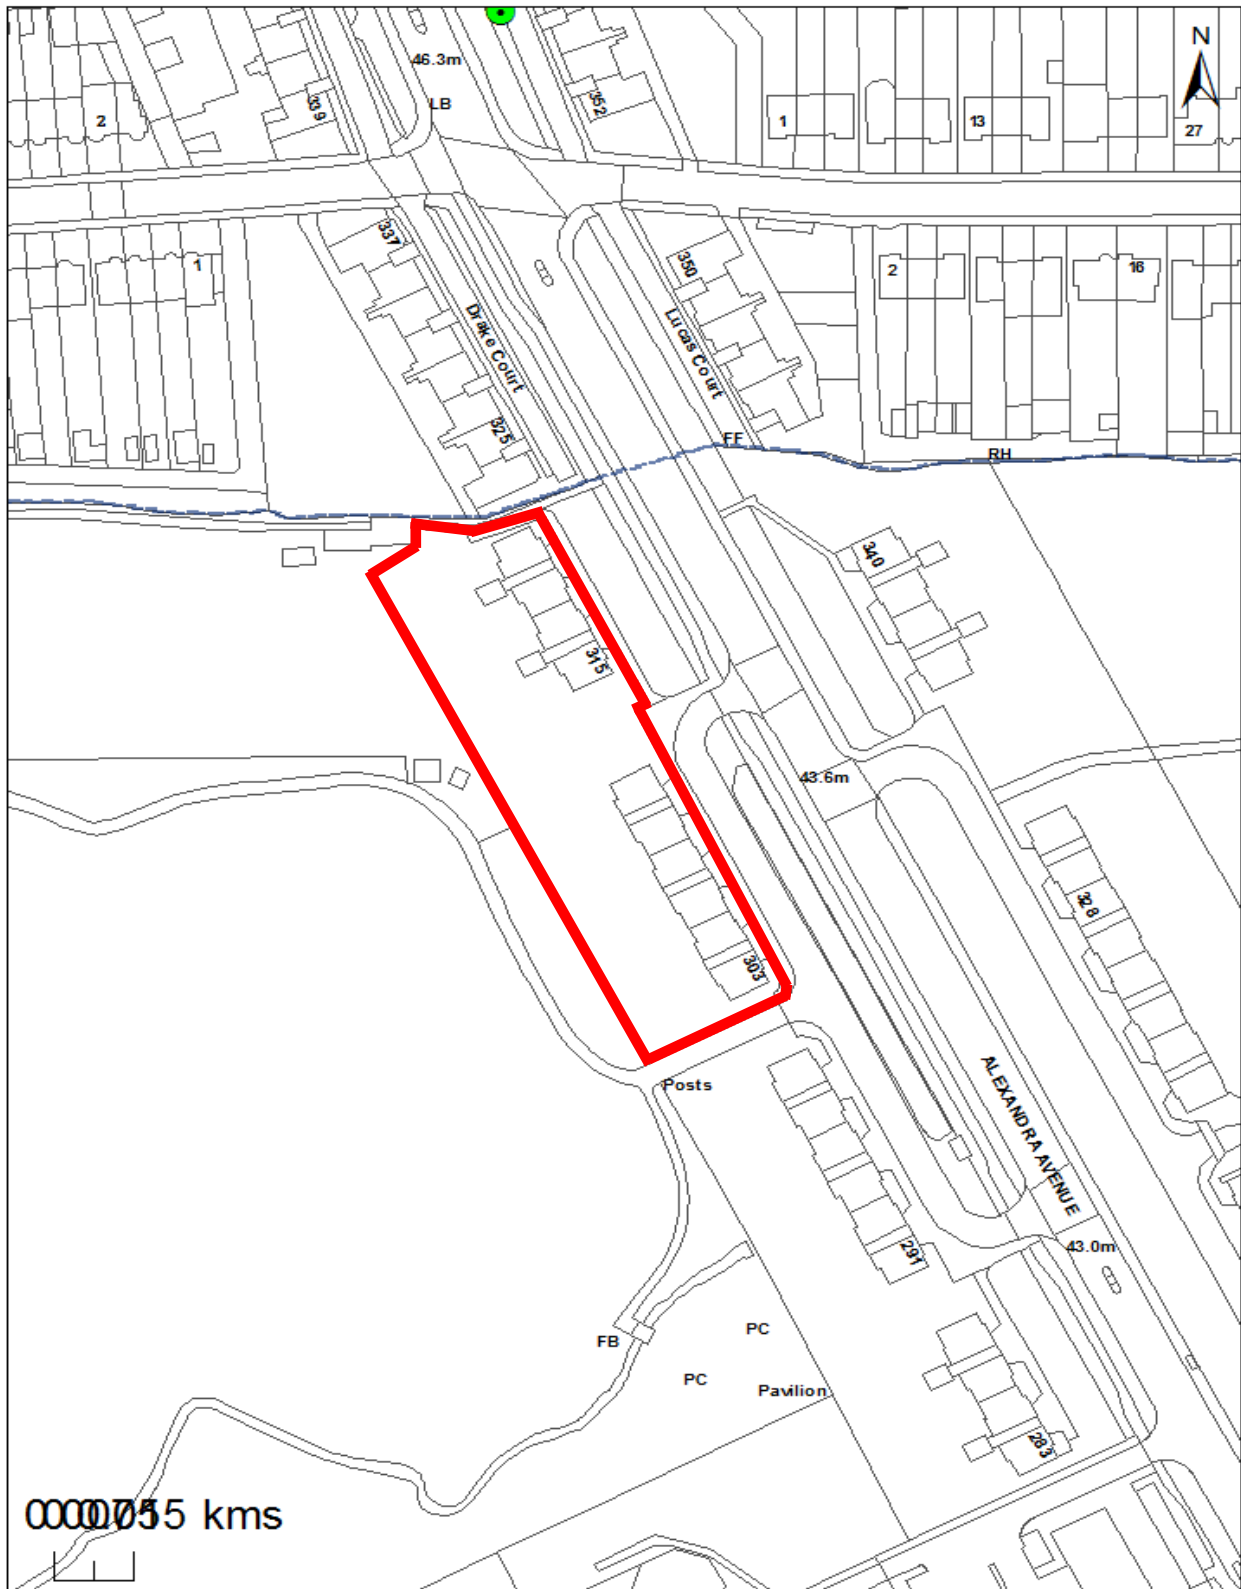 46.3m
N
LB
339
352
2
1
13
27
337
1
350
2
16
Drake Court
Lucas Court
325
FF
RH
340
315
43.6m
328
303
Posts
ALEXANDRA AVENUE
291
43.0m
PC
FB
PC
Pavilion
283
kms